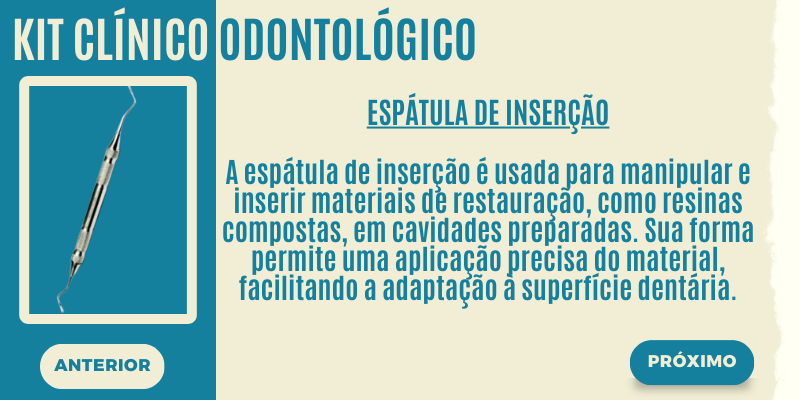 KIT CLÍNICO ODONTOLÓGICO
ESPÁTULA DE INSERÇÃO
A espátula de inserção é usada para manipular e
inserir materiais de restauração, como resinas
compostas, em cavidades preparadas. Sua forma
permite uma aplicação precisa do material,
facilitando a adaptação à superfície dentária.
ANTERIOR
PRÓXIMO